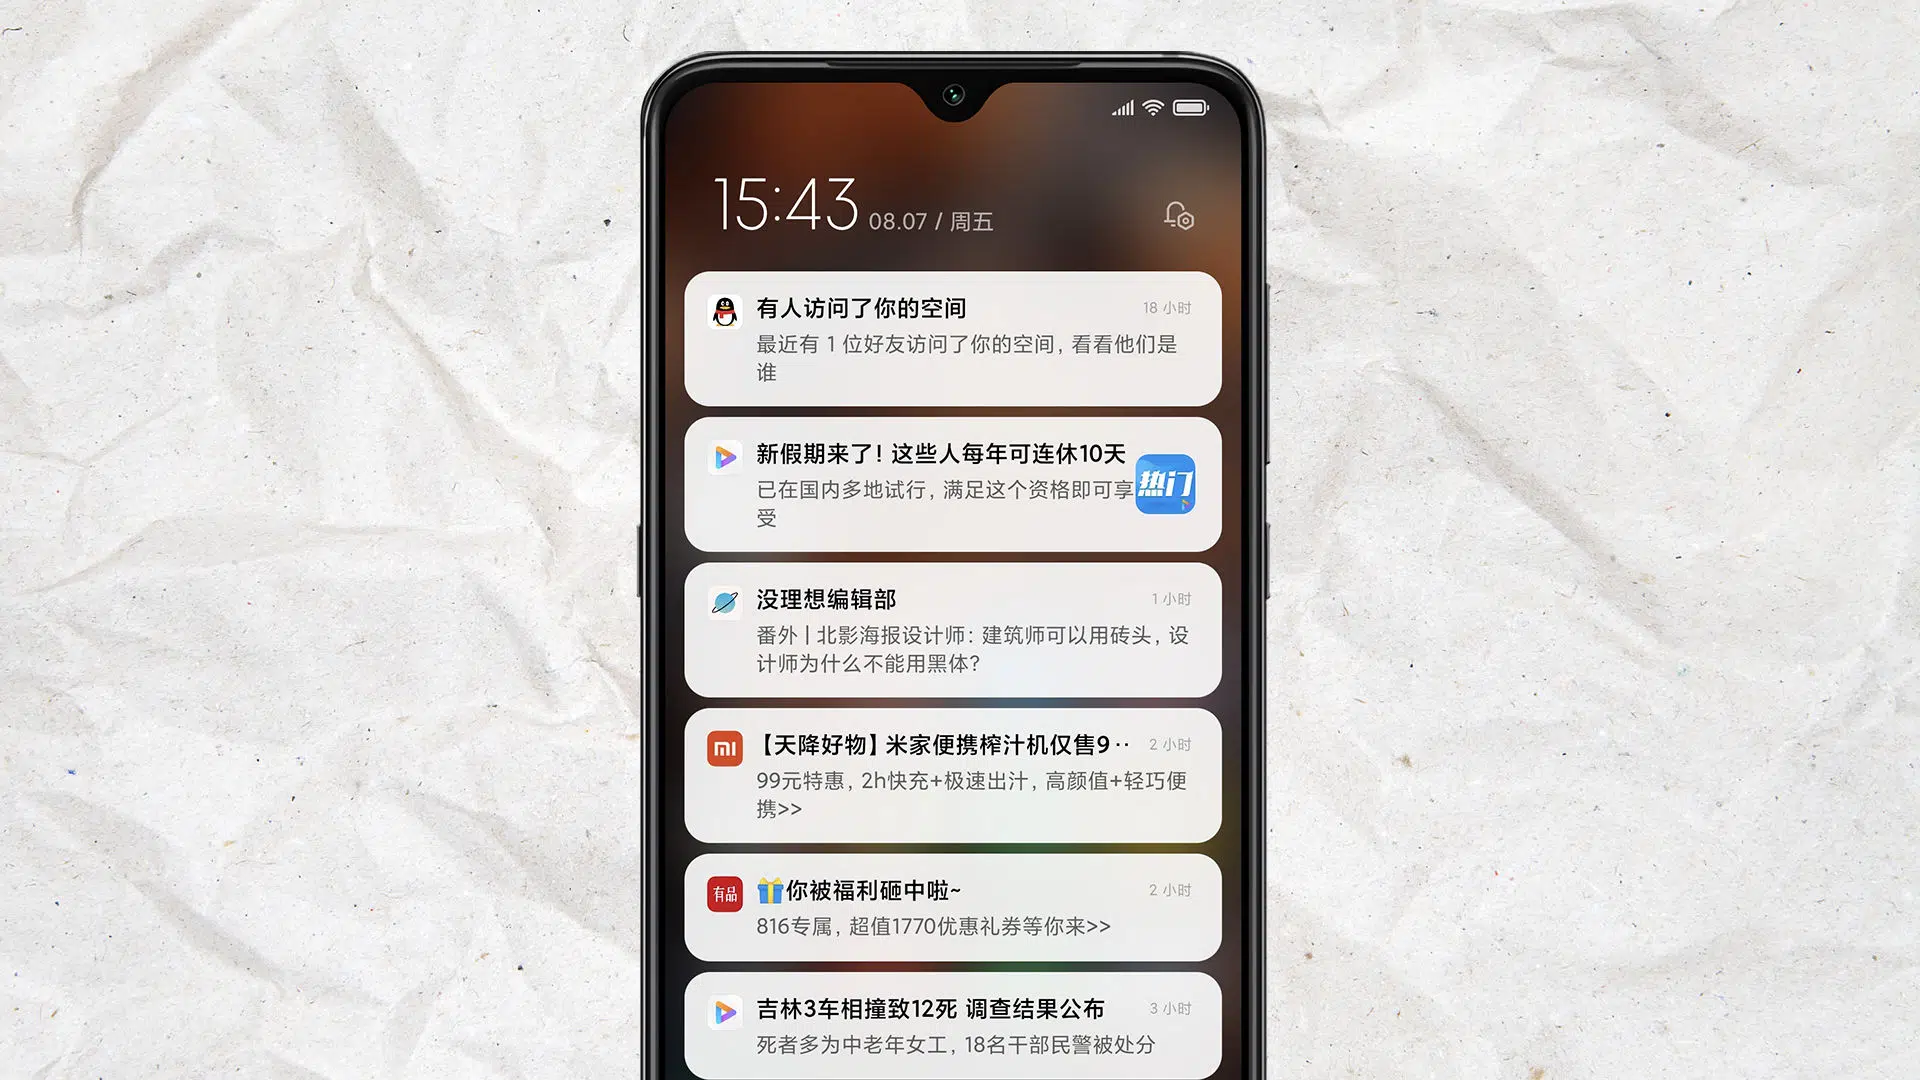 15:43 08.07 / 周五
有人访问了你的空间 18 小时
最近有 1 位好友访问了你的空间，看看他们是
谁
新假期来了！这些人每年可连休10天
已在国内多地试行，满足这个资格即可享
受
热门
没理想编辑部 1 小时
番外丨北影海报设计师：建筑师可以用砖头，设
计师为什么不能用黑体？
mi
【天降好物】米家便携榨汁机仅售9·· 2 小时
99元特惠，2h快充+极速出汁，高颜值+轻巧便
携>>
有品
🎁你被福利砸中啦~ 2 小时
816专属，超值1770优惠礼券等你来>>
吉林3车相撞致12死 调查结果公布 3 小时
死者多为中老年女工，18名干部民警被处分